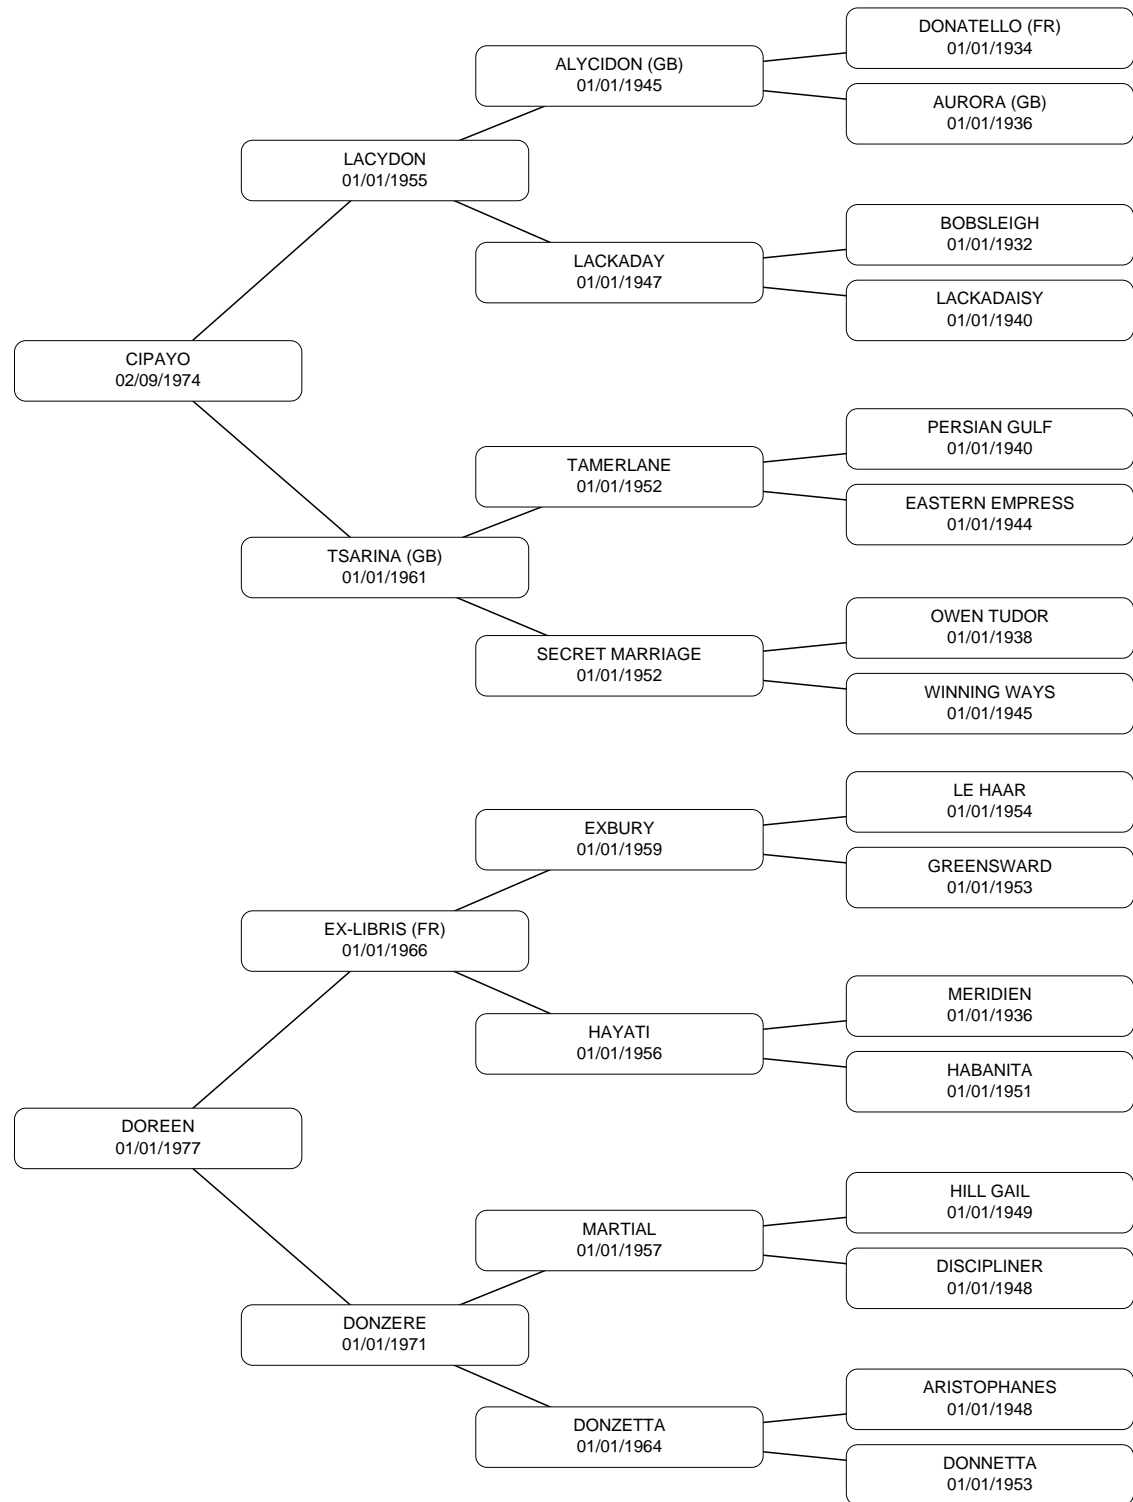 DONATELLO (FR)
01/01/1934
ALYCIDON (GB)
01/01/1945
AURORA (GB)
01/01/1936
LACYDON
01/01/1955
BOBSLEIGH
01/01/1932
LACKADAY
01/01/1947
LACKADAISY
01/01/1940
CIPAYO
02/09/1974
PERSIAN GULF
01/01/1940
TAMERLANE
01/01/1952
EASTERN EMPRESS
01/01/1944
TSARINA (GB)
01/01/1961
OWEN TUDOR
01/01/1938
SECRET MARRIAGE
01/01/1952
WINNING WAYS
01/01/1945
LE HAAR
01/01/1954
EXBURY
01/01/1959
GREENSWARD
01/01/1953
EX-LIBRIS (FR)
01/01/1966
MERIDIEN
01/01/1936
HAYATI
01/01/1956
HABANITA
01/01/1951
DOREEN
01/01/1977
HILL GAIL
01/01/1949
MARTIAL
01/01/1957
DISCIPLINER
01/01/1948
DONZERE
01/01/1971
ARISTOPHANES
01/01/1948
DONZETTA
01/01/1964
DONNETTA
01/01/1953